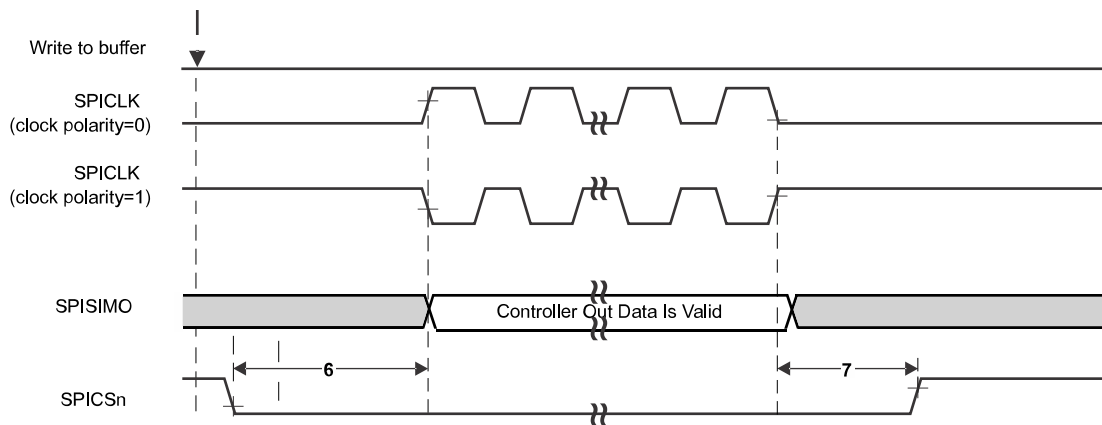 Write to buffer
SPICLK
(clock polarity=0)
SPICLK
(clock polarity=1)
SPISIMO
Controller Out Data Is Valid
6
7
SPICSn